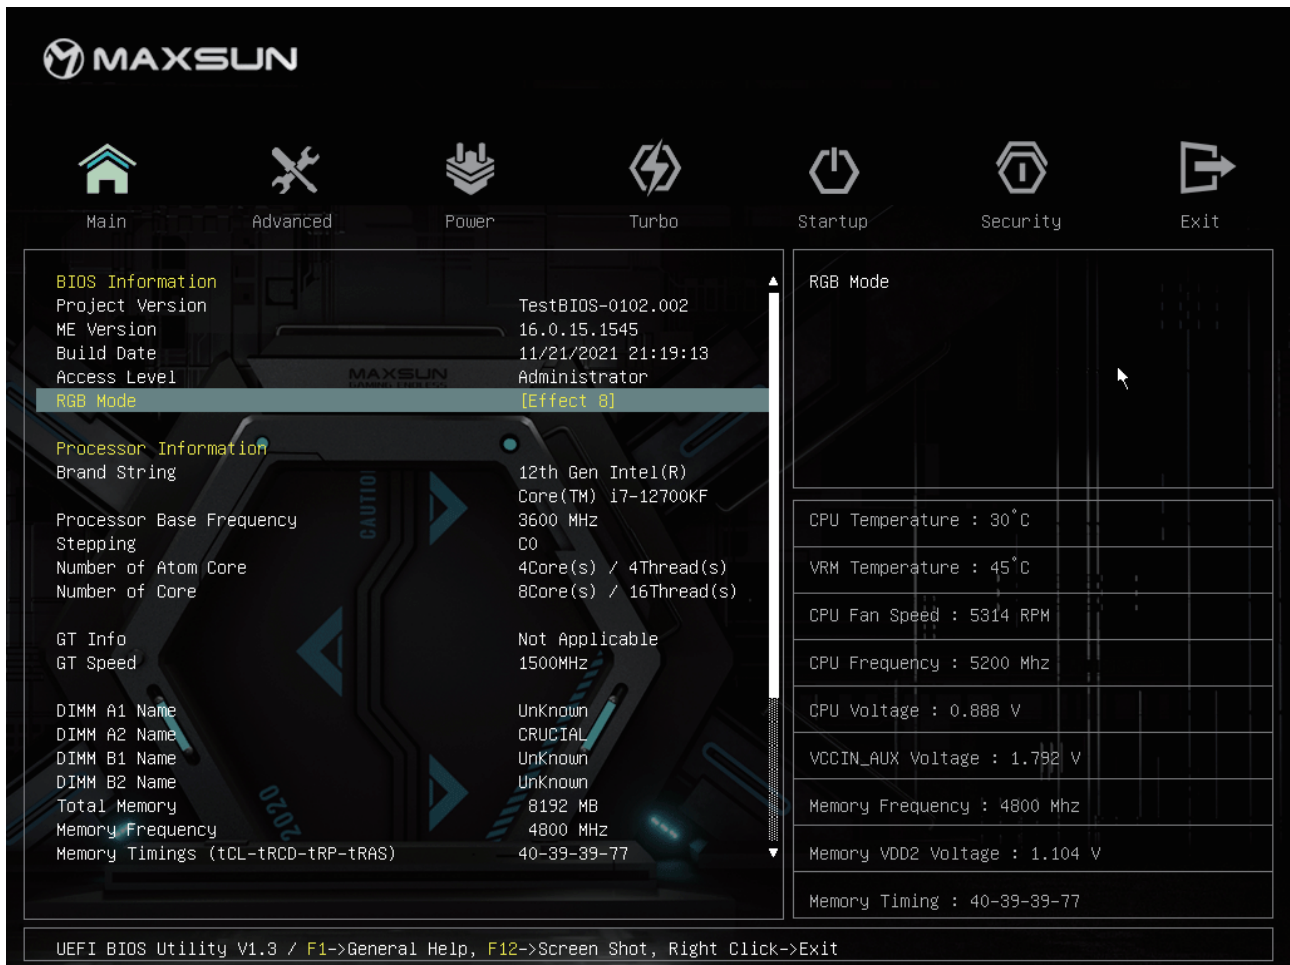 MAXSUN
Main Advanced Power Turbo Startup Security Exit
BIOS Information
Project Version TestBIOS-0102.002
ME Version 16.0.15.1545
Build Date 11/21/2021 21:19:13
Access Level Administrator
RGB Mode [Effect 8]
Processor Information
Brand String 12th Gen Intel(R)
Core(TM) i7-12700KF
Processor Base Frequency 3600 MHz
Stepping C0
Number of Atom Core 4Core(s) / 4Thread(s)
Number of Core 8Core(s) / 16Thread(s)
GT Info Not Applicable
GT Speed 1500MHz
DIMM A1 Name UnKnown
DIMM A2 Name CRUCIAL
DIMM B1 Name UnKnown
DIMM B2 Name UnKnown
Total Memory 8192 MB
Memory Frequency 4800 MHz
Memory Timings (tCL-tRCD-tRP-tRAS) 40-39-39-77
MAXSUN
GAMING ENDLESS
CAUTIO
2020
RGB Mode
CPU Temperature : 30°C
VRM Temperature : 45°C
CPU Fan Speed : 5314 RPM
CPU Frequency : 5200 Mhz
CPU Voltage : 0.888 V
VCCIN_AUX Voltage : 1.792 V
Memory Frequency : 4800 Mhz
Memory VDD2 Voltage : 1.104 V
Memory Timing : 40-39-39-77
UEFI BIOS Utility V1.3 / F1->General Help, F12->Screen Shot, Right Click->Exit